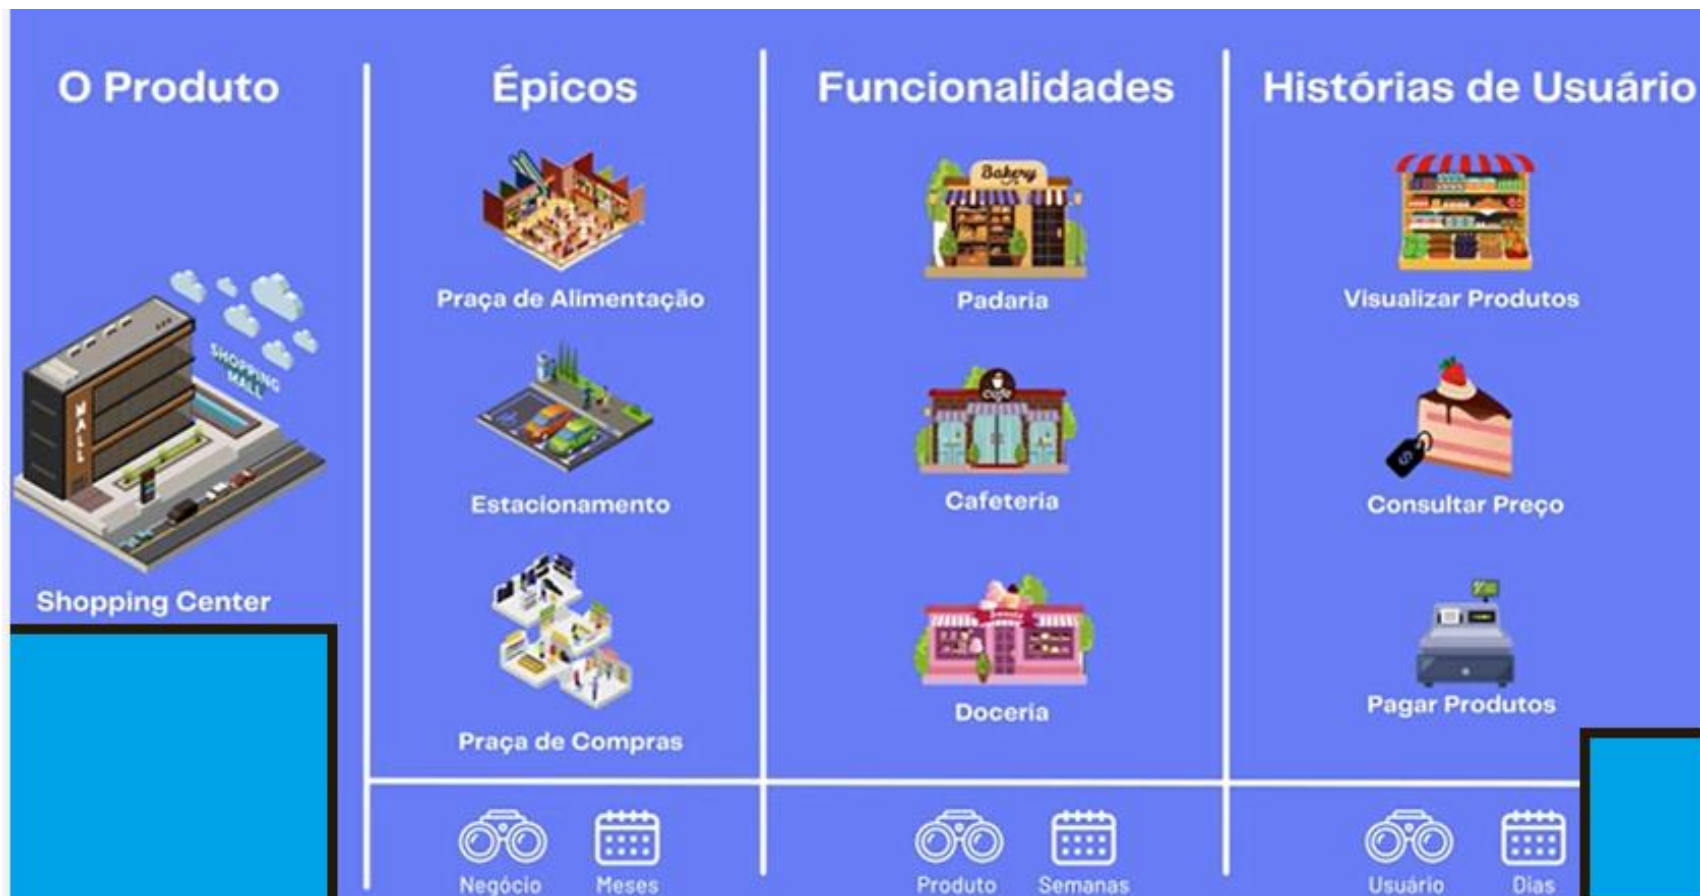 O Produto
SHOPPING
MALL
MALL
Shopping Center
Épicos
Praça de Alimentação
Estacionamento
Praça de Compras
Negócio
Meses
Funcionalidades
Bakery
Padaria
Cafe
Cafeteria
Doceria
Produto
Semanas
Histórias de Usuário
Visualizar Produtos
$
Consultar Preço
Pagar Produtos
Usuário
Dias